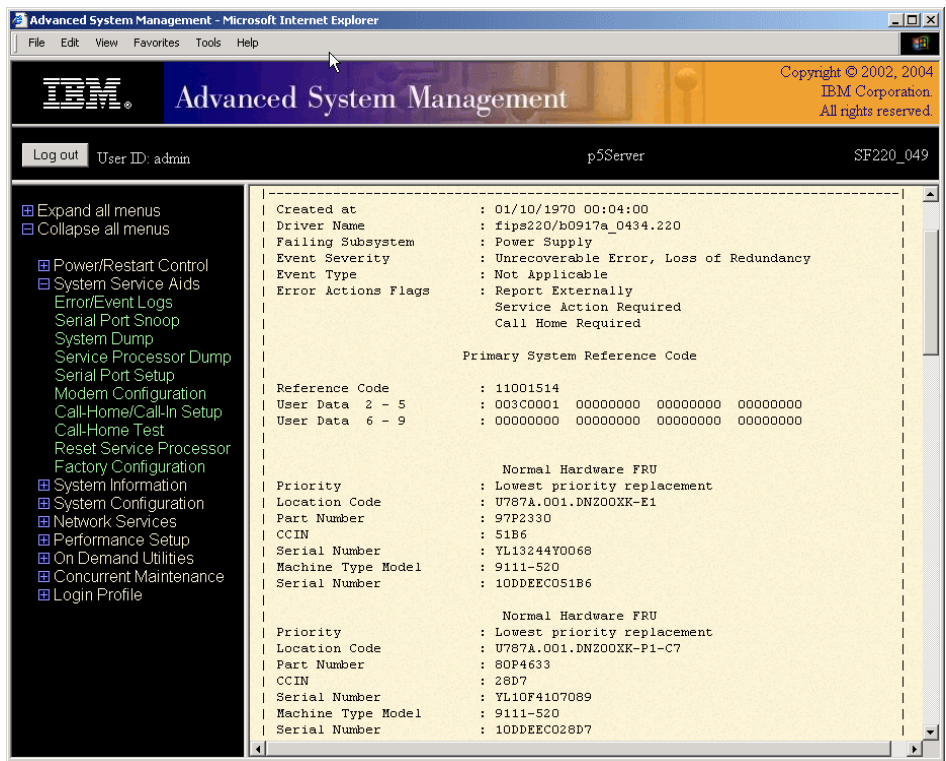 Advanced System Management - Microsoft Internet Explorer
File Edit View Favorites Tools Help
IBM®
Advanced System Management
Copyright © 2002, 2004
IBM Corporation.
All rights reserved.
Log out User ID: admin p5Server SF220_049
Expand all menus
Collapse all menus
Power/Restart Control
System Service Aids
Error/Event Logs
Serial Port Snoop
System Dump
Service Processor Dump
Serial Port Setup
Modem Configuration
Call-Home/Call-In Setup
Call-Home Test
Reset Service Processor
Factory Configuration
System Information
System Configuration
Network Services
Performance Setup
On Demand Utilities
Concurrent Maintenance
Login Profile
|------------------------------------------------------------------------------|
| Created at : 01/10/1970 00:04:00 |
| Driver Name : fips220/b0917a_0434.220 |
| Failing Subsystem : Power Supply |
| Event Severity : Unrecoverable Error, Loss of Redundancy |
| Event Type : Not Applicable |
| Error Actions Flags : Report Externally |
| Service Action Required |
| Call Home Required |
| Primary System Reference Code |
| Reference Code : 11001514 |
| User Data 2 - 5 : 003C0001 00000000 00000000 00000000 |
| User Data 6 - 9 : 00000000 00000000 00000000 00000000 |
| Normal Hardware FRU |
| Priority : Lowest priority replacement |
| Location Code : U787A.001.DNZ00XK-E1 |
| Part Number : 97P2330 |
| CCIN : 51B6 |
| Serial Number : YL13244Y0068 |
| Machine Type Model : 9111-520 |
| Serial Number : 10DDEEC051B6 |
| Normal Hardware FRU |
| Priority : Lowest priority replacement |
| Location Code : U787A.001.DNZ00XK-P1-C7 |
| Part Number : 80P4633 |
| CCIN : 28D7 |
| Serial Number : YL10F4107089 |
| Machine Type Model : 9111-520 |
| Serial Number : 10DDEEC028D7 |